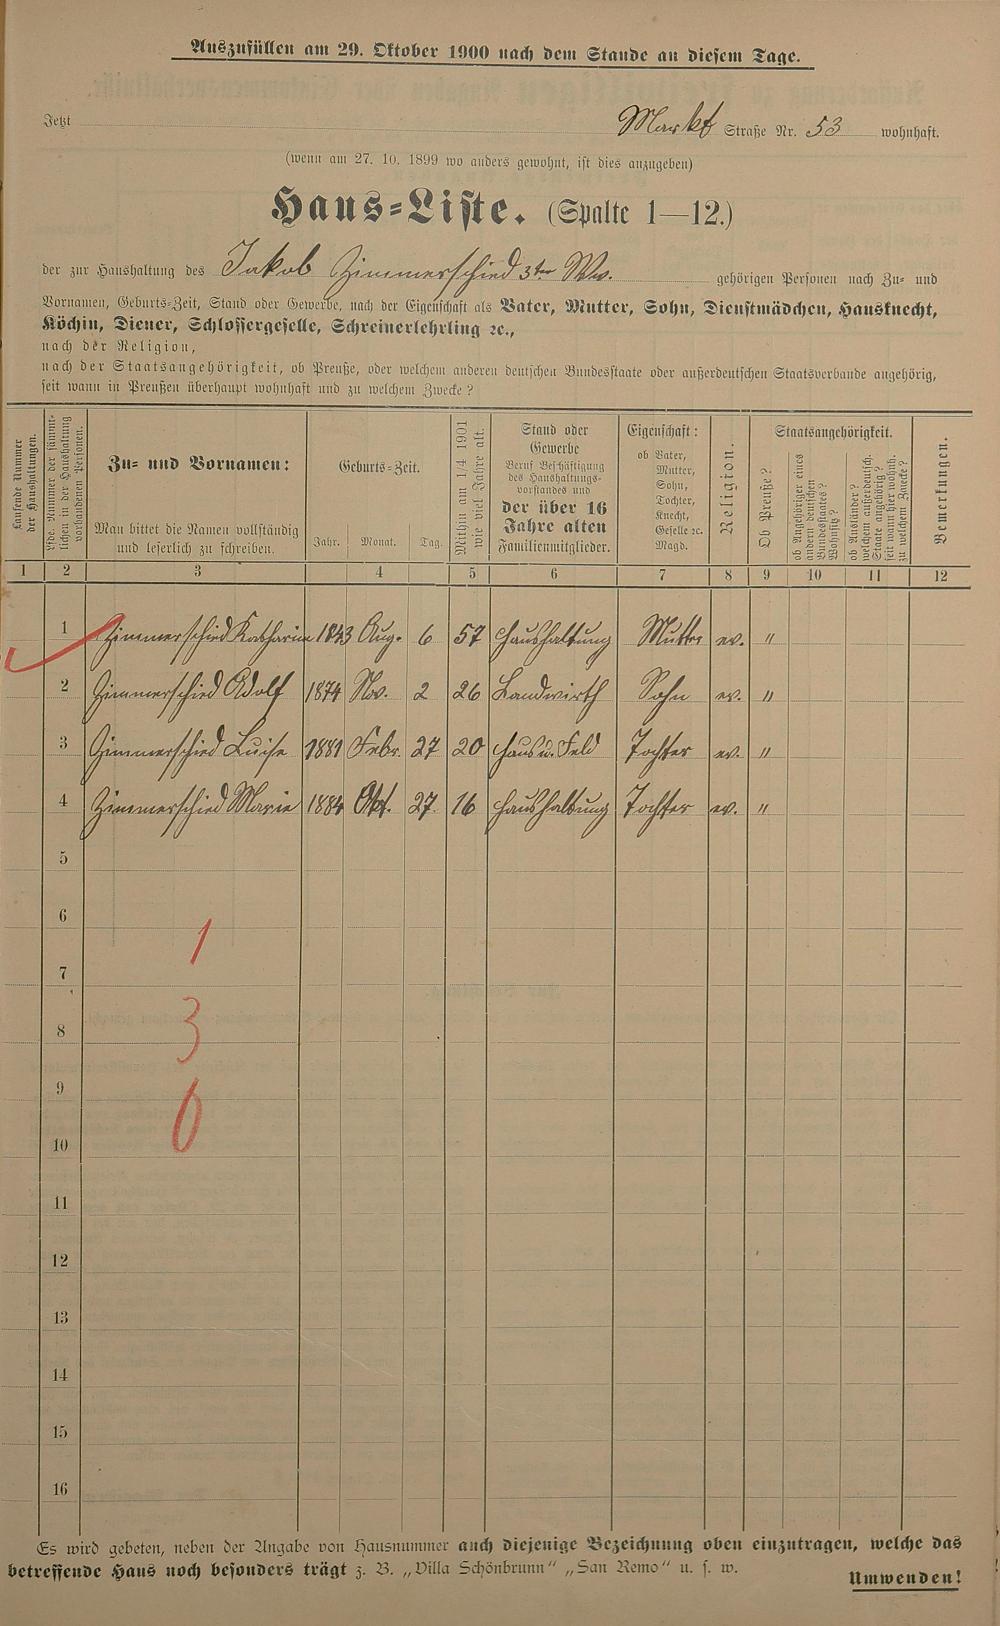 Auszufüllen am 29. Oktober 1900 nach dem Stande an diesem Tage.
Jetzt Markt Straße Nr. 53 wohnhaft.
(wenn am 27. 10. 1899 wo anders gewohnt, ist dies anzugeben)
Haus=Liste. (Spalte 1—12.)
der zur Haushaltung des Jakob Zimmerschied 3ter Ww. gehörigen Personen nach Zu= und
Vornamen, Geburts=Zeit, Stand oder Gewerbe, nach der Eigenschaft als Vater, Mutter, Sohn, Dienstmädchen, Hausknecht,
Köchin, Diener, Schlossergeselle, Schreinerlehrling ꝛc.,
nach der Religion,
nach der Staatsangehörigkeit, ob Preuße, oder welchem anderen deutschen Bundesstaate oder außerdeutschen Staatsverbande angehörig,
seit wann in Preußen überhaupt wohnhaft und zu welchem Zwecke?
Laufende Nummer
der Haushaltungen.
Lfde. Nummer der sämmt=
lichen in der Haushaltung
vorhandenen Personen.
Zu= und Vornamen:
Man bittet die Namen vollständig
und leserlich zu schreiben.
Geburts=Zeit.
Jahr. Monat. Tag.
Mithin am 1/4 1901
wie viel Jahre alt.
Stand oder
Gewerbe
Beruf Beschäftigung
des Haushaltungs=
vorstandes und
der über 16
Jahre alten
Familienmitglieder.
Eigenschaft:
ob Vater,
Mutter,
Sohn,
Tochter,
Knecht,
Geselle ꝛc.
Magd.
Religion.
Staatsangehörigkeit.
Ob Preuße?
ob Angehöriger eines
andern deutschen
Bundesstaates?
Wohnsitz?
ob Ausländer?
welchem außerdeutsch.
Staate angehörig?
seit wann hier wohnh.
zu welchem Zwecke?
Bemerkungen.
1 2 3 4 5 6 7 8 9 10 11 12
1 Zimmerschied Katharine 1843 Aug. 6 57 Haushaltung Mutter ev. "
2 Zimmerschied Adolf 1874 Nov. 2 26 Landwirth Sohn ev. "
3 Zimmerschied Luise 1881 Febr. 27 20 Haus u. Feld Tochter ev. "
4 Zimmerschied Marie 1884 Okt. 27 16 Haushaltung Tochter ev. "
5
6
1
7
3
8
9
0
10
11
12
13
14
15
16
Es wird gebeten, neben der Angabe von Hausnummer auch diejenige Bezeichnung oben einzutragen, welche das
betreffende Haus noch besonders trägt z. B. „Villa Schönbrunn" „San Remo" u. s. w.
Umwenden!